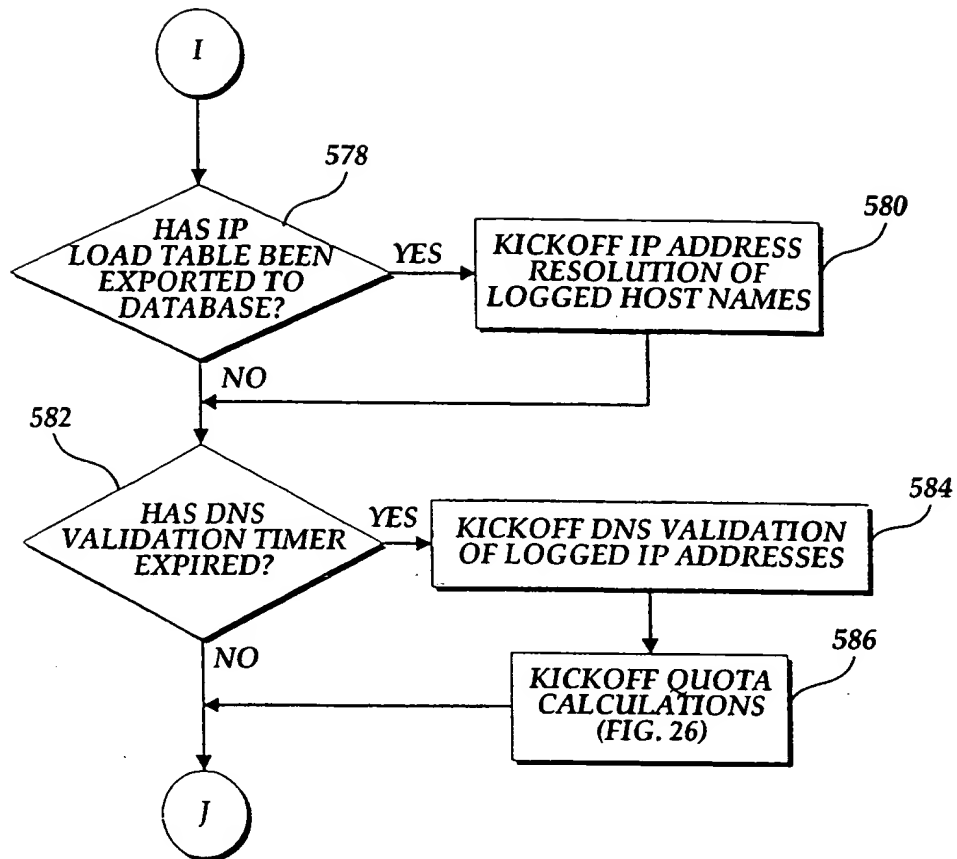 I
578
HAS IP
LOAD TABLE BEEN
EXPORTED TO
DATABASE?
YES
580
KICKOFF IP ADDRESS
RESOLUTION OF
LOGGED HOST NAMES
NO
582
HAS DNS
VALIDATION TIMER
EXPIRED?
YES
584
KICKOFF DNS VALIDATION
OF LOGGED IP ADDRESSES
NO
586
KICKOFF QUOTA
CALCULATIONS
(FIG. 26)
J